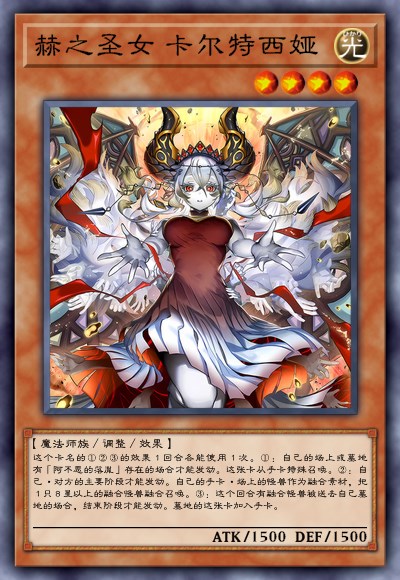 赫之圣女 卡尔特西娅
光
【魔法师族／调整／效果】
这个卡名的①②③的效果1回合各能使用1次。①：自己的场上或墓地
有「阿不思的落胤」存在的场合才能发动。这张卡从手卡特殊召唤。②：自己
·对方的主要阶段才能发动。自己的手卡·场上的怪兽作为融合素材，把
1只8星以上的融合怪兽融合召唤。③：这个回合有融合怪兽被送去自己墓
地的场合，结束阶段才能发动。墓地的这张卡加入手卡。
ATK/1500 DEF/1500